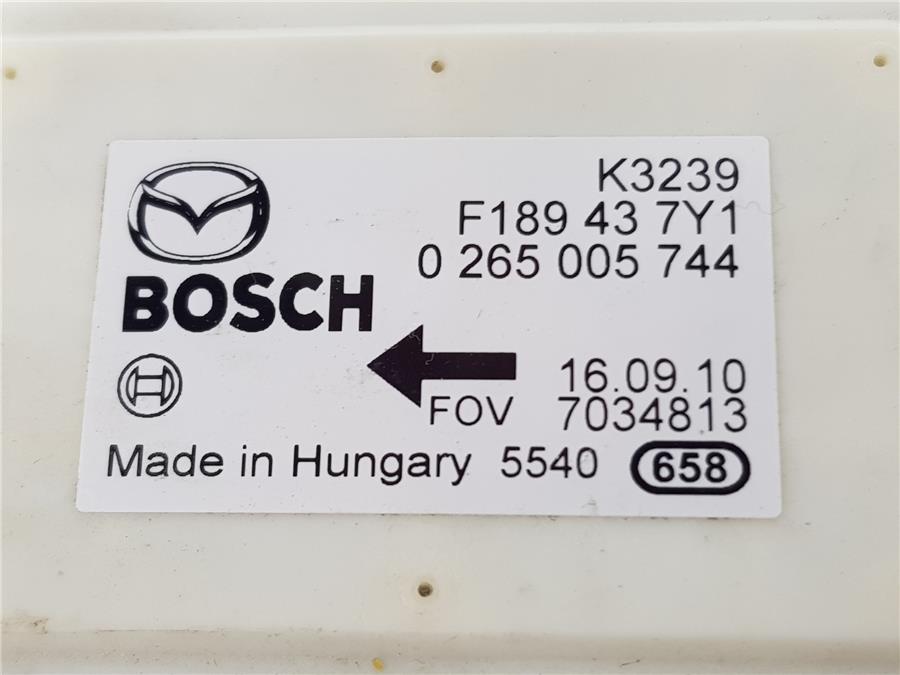 K3239
F189 43 7Y1
0 265 005 744
BOSCH
16.09.10
FOV 7034813
Made in Hungary 5540 658